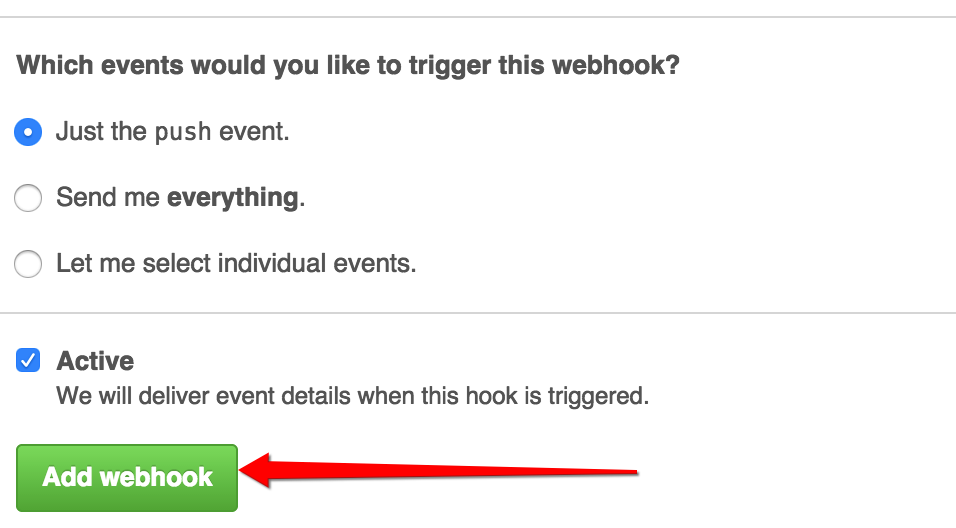 Which events would you like to trigger this webhook?
Just the push event.
Send me everything.
Let me select individual events.
Active
We will deliver event details when this hook is triggered.
Add webhook